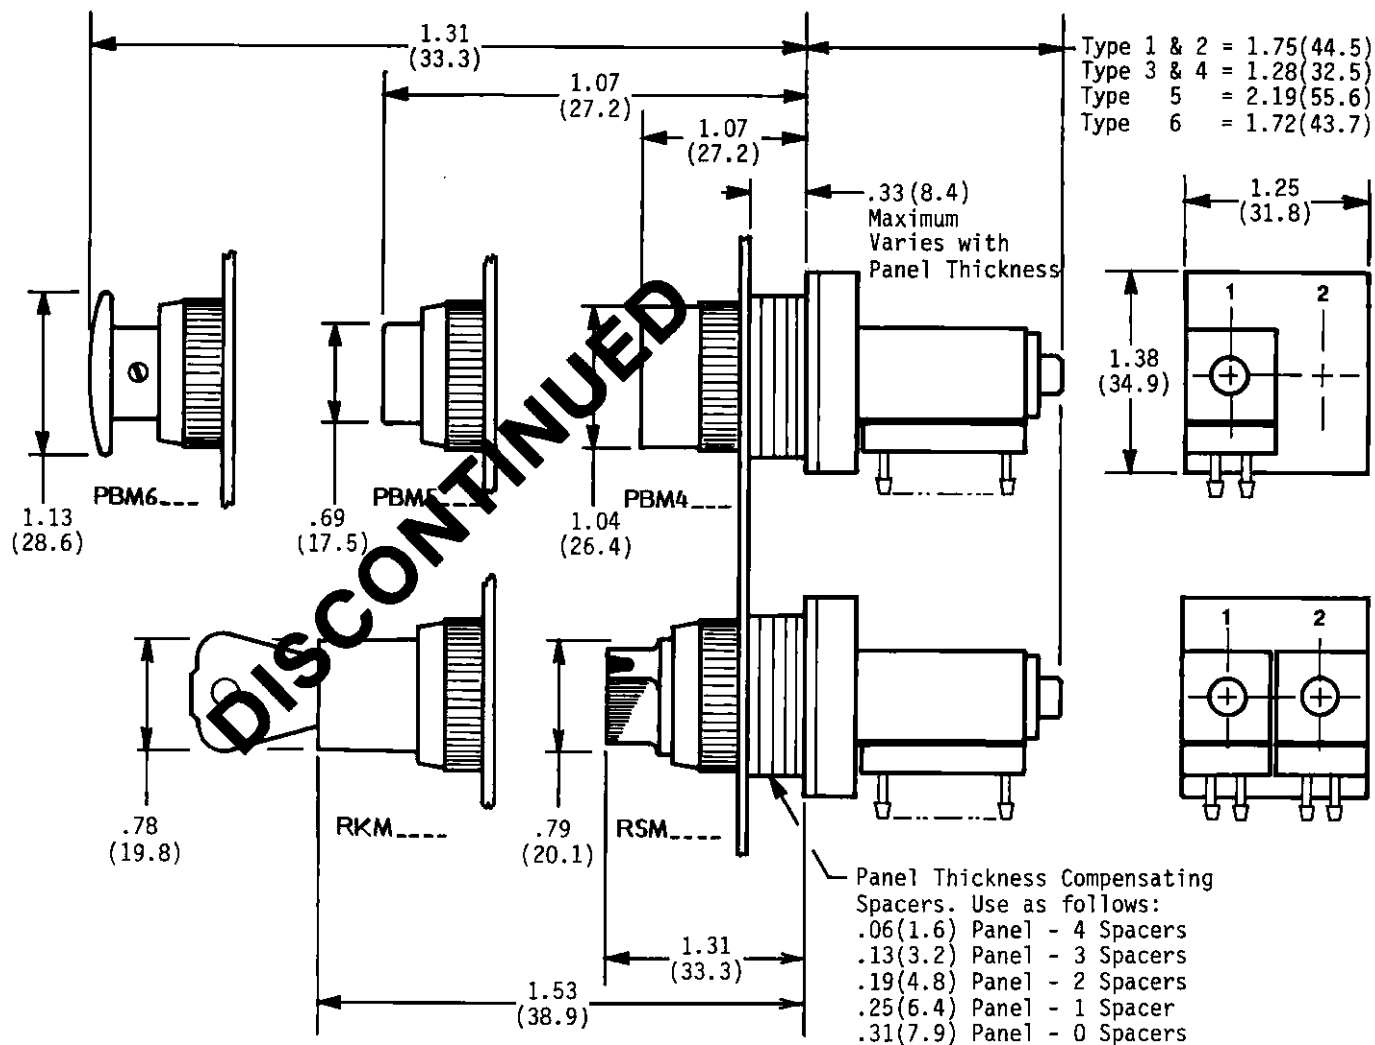 1.31
(33.3)
Type 1 & 2 = 1.75(44.5)
Type 3 & 4 = 1.28(32.5)
Type 5 = 2.19(55.6)
Type 6 = 1.72(43.7)
1.07
(27.2)
1.07
(27.2)
.33(8.4)
Maximum
Varies with
Panel Thickness
1.25
(31.8)
1 2
1.38
(34.9)
PBM6___
PBM5___
PBM4___
1.13
(28.6)
.69
(17.5)
1.04
(26.4)
DISCONTINUED
1 2
.78
(19.8)
RKM____
.79
(20.1)
RSM____
Panel Thickness Compensating
Spacers. Use as follows:
.06(1.6) Panel - 4 Spacers
.13(3.2) Panel - 3 Spacers
.19(4.8) Panel - 2 Spacers
.25(6.4) Panel - 1 Spacer
.31(7.9) Panel - 0 Spacers
1.31
(33.3)
1.53
(38.9)